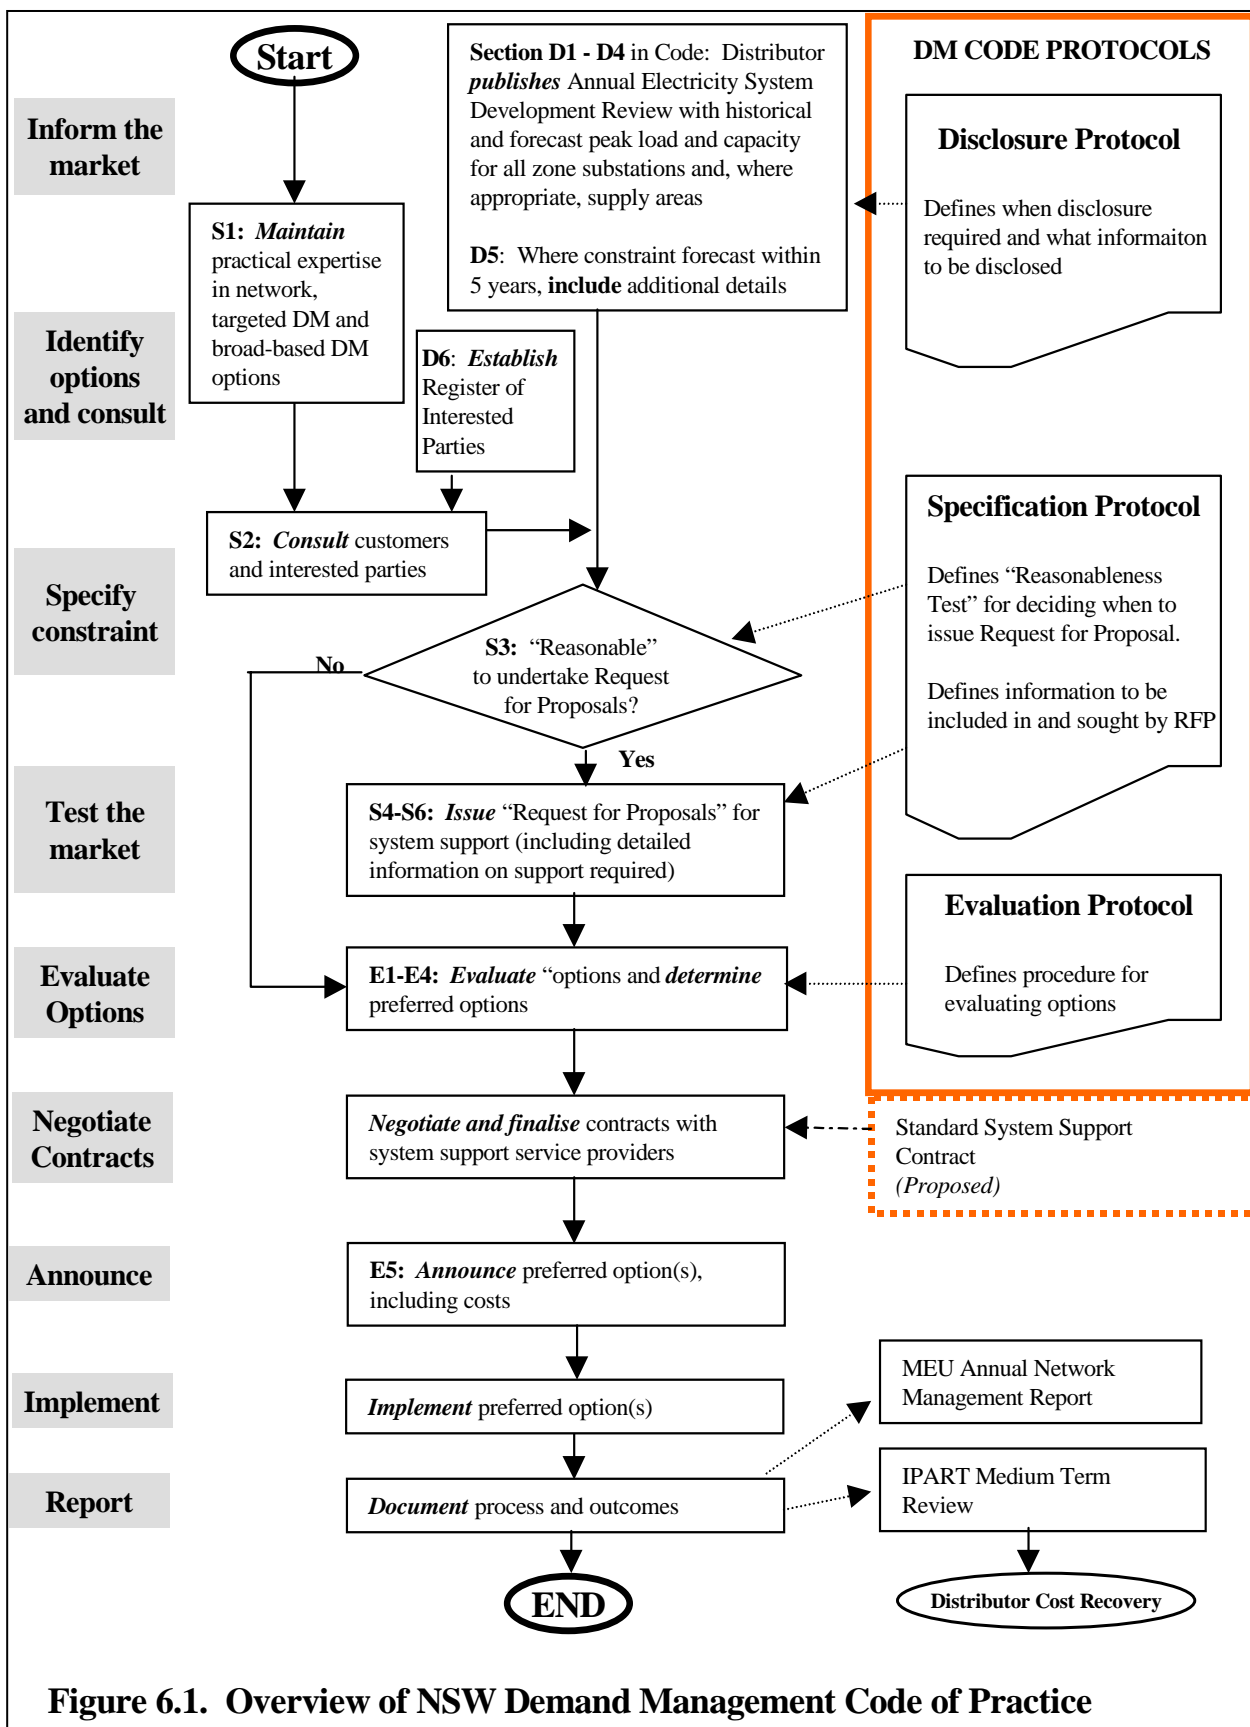 Start
Section D1 - D4 in Code: Distributor
publishes Annual Electricity System
Development Review with historical
and forecast peak load and capacity
for all zone substations and, where
appropriate, supply areas
D5: Where constraint forecast within
5 years, include additional details
DM CODE PROTOCOLS
Disclosure Protocol
Defines when disclosure
required and what informaiton
to be disclosed
Inform the
market
S1: Maintain
practical expertise
in network,
targeted DM and
broad-based DM
options
Identify
options
and consult
D6: Establish
Register of
Interested
Parties
S2: Consult customers
and interested parties
Specification Protocol
Defines “Reasonableness
Test” for deciding when to
issue Request for Proposal.
Defines information to be
included in and sought by RFP
Specify
constraint
S3: “Reasonable”
to undertake Request
for Proposals?
No
Yes
Test the
market
S4-S6: Issue “Request for Proposals” for
system support (including detailed
information on support required)
Evaluation Protocol
Defines procedure for
evaluating options
Evaluate
Options
E1-E4: Evaluate “options and determine
preferred options
Negotiate
Contracts
Negotiate and finalise contracts with
system support service providers
Standard System Support
Contract
(Proposed)
Announce
E5: Announce preferred option(s),
including costs
Implement
Implement preferred option(s)
MEU Annual Network
Management Report
Report
Document process and outcomes
IPART Medium Term
Review
END
Distributor Cost Recovery
Figure 6.1. Overview of NSW Demand Management Code of Practice